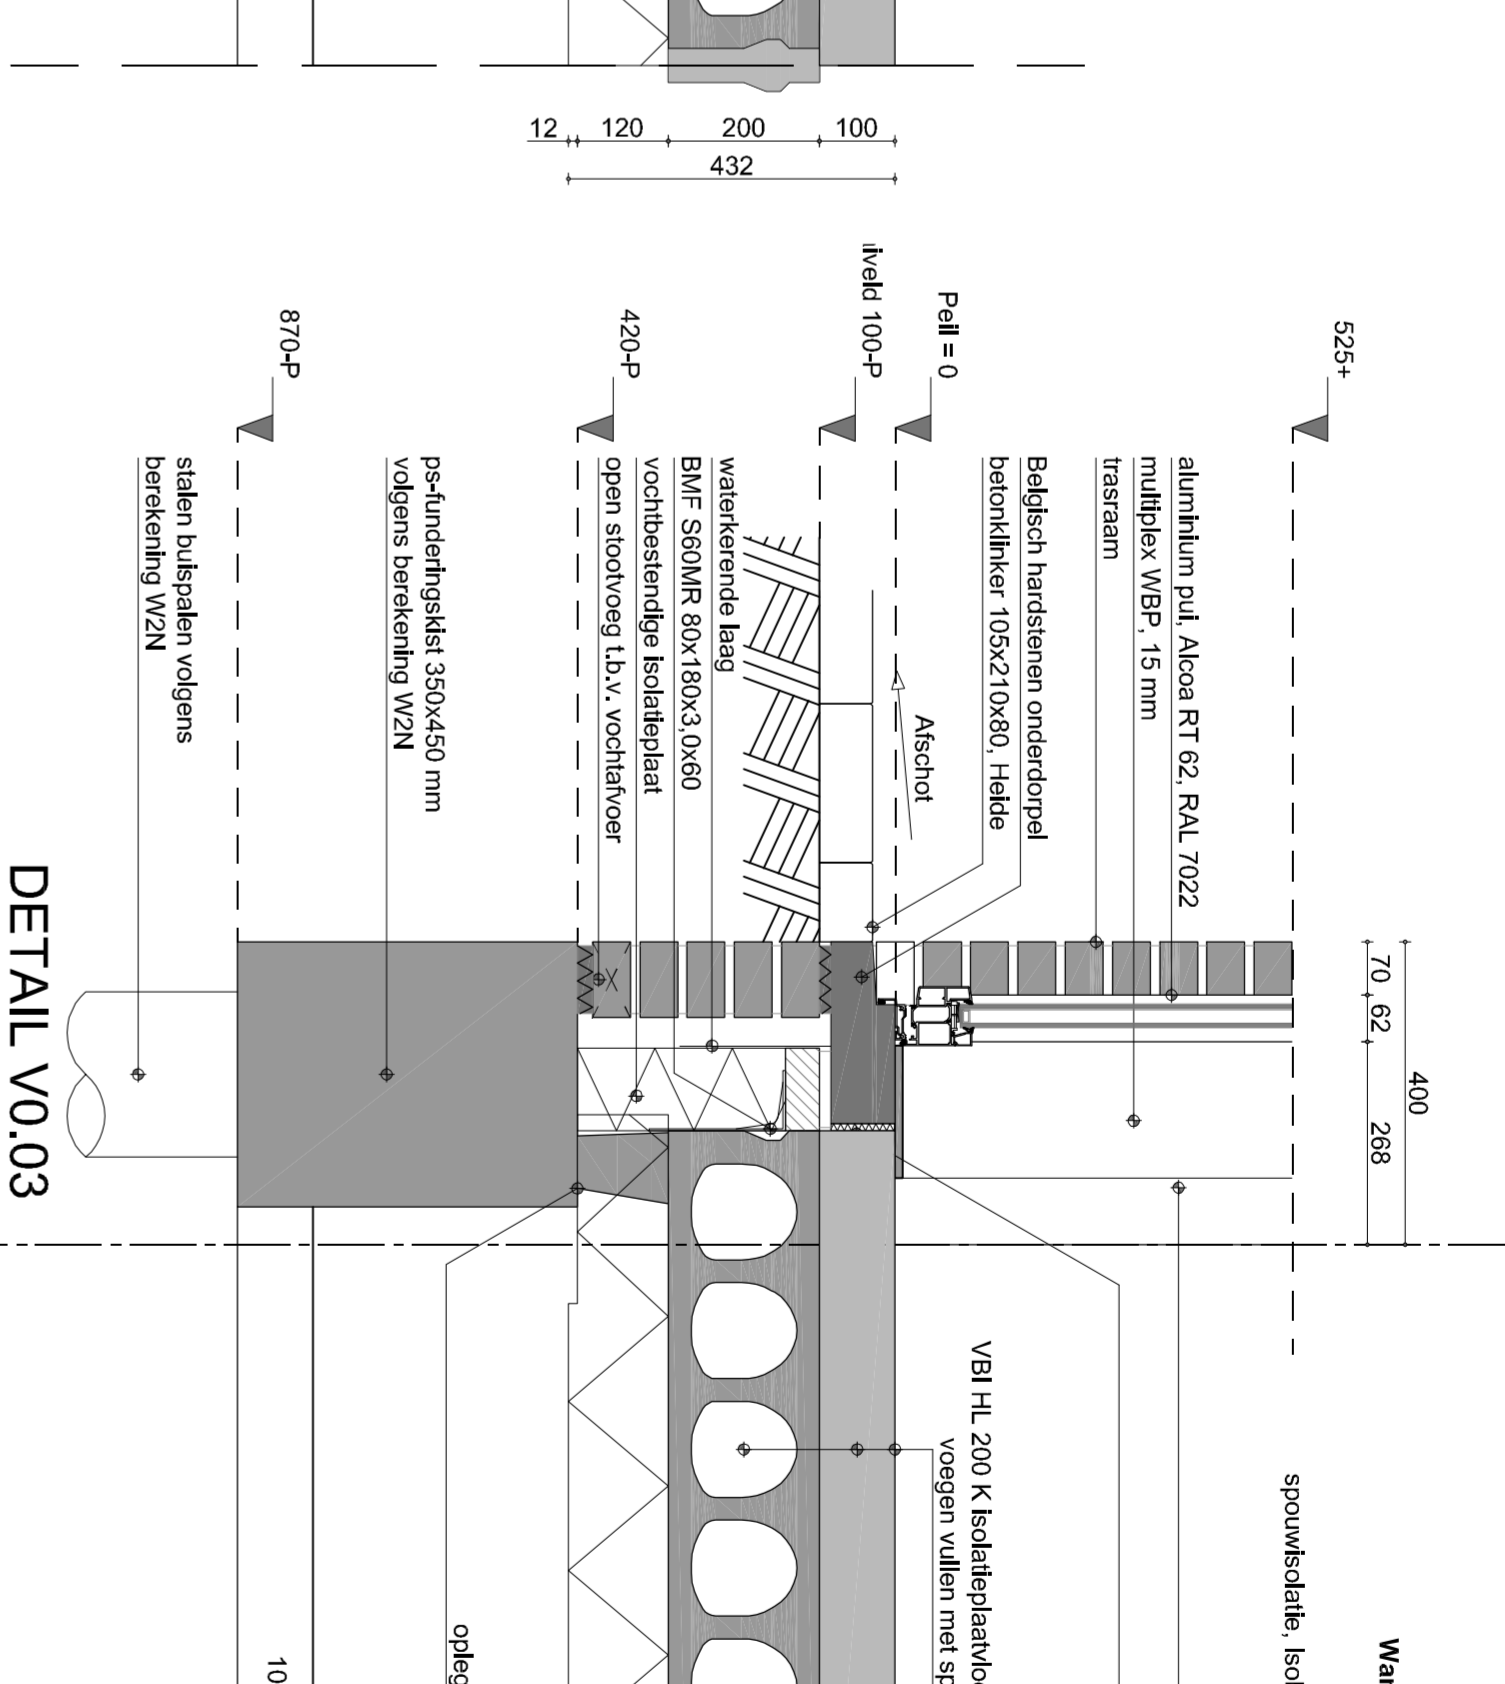 12
120
200
100
432
525+
Peil = 0
iveld 100-P
420-P
870-P
aluminium pui, Alcoa RT 62, RAL 7022
multiplex WBP, 15 mm
trasraam
Belgisch hardstenen onderdorpel
betonklinker 105x210x80, Heide
Afschot
waterkerende laag
BMF S60MR 80x180x3,0x60
vochtbestendige isolatieplaat
open stootvoeg t.b.v. vochtafvoer
ps-funderingskist 350x450 mm
volgens berekening W2N
stalen buispalen volgens
berekening W2N
70
62
268
400
VBI HL 200 K isolatieplaatvloe
voegen vullen met sp
spouwisolatie, Isol
War
opleg
10
DETAIL V0.03